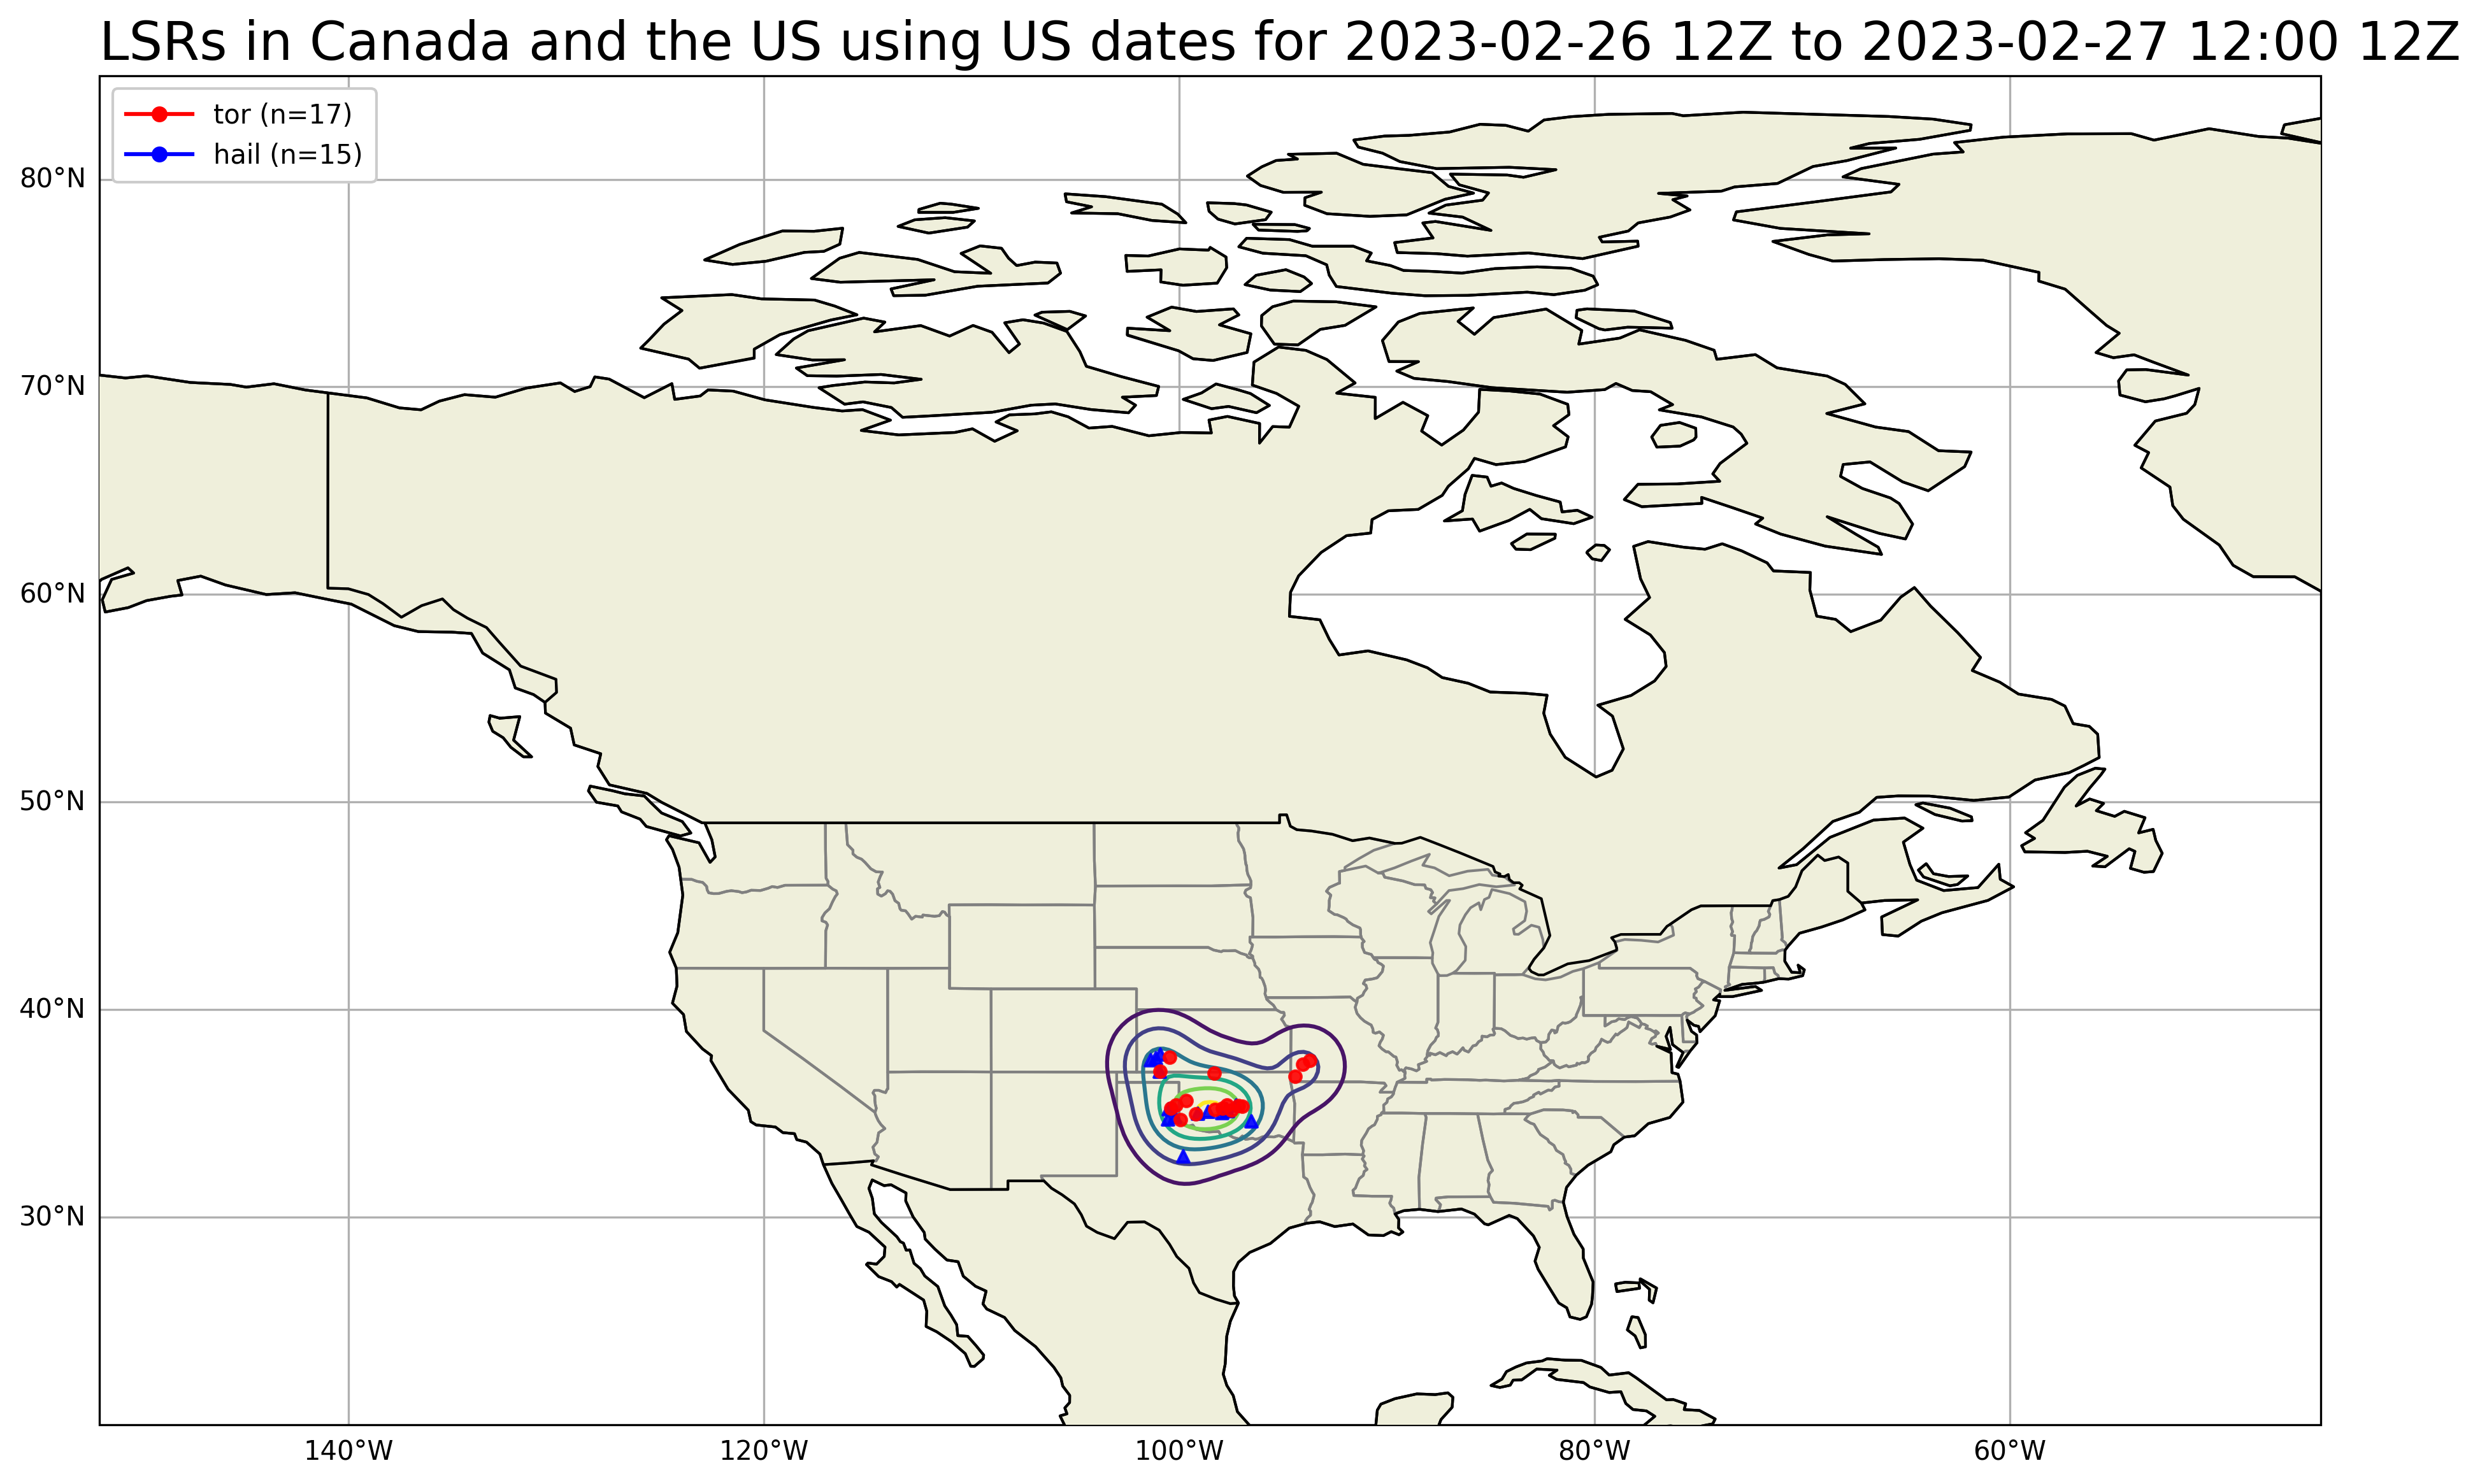 LSRs in Canada and the US using US dates for 2023-02-26 12Z to 2023-02-27 12:00 12Z
tor (n=17)
hail (n=15)
80°N
70°N
60°N
50°N
40°N
30°N
140°W 120°W 100°W 80°W 60°W